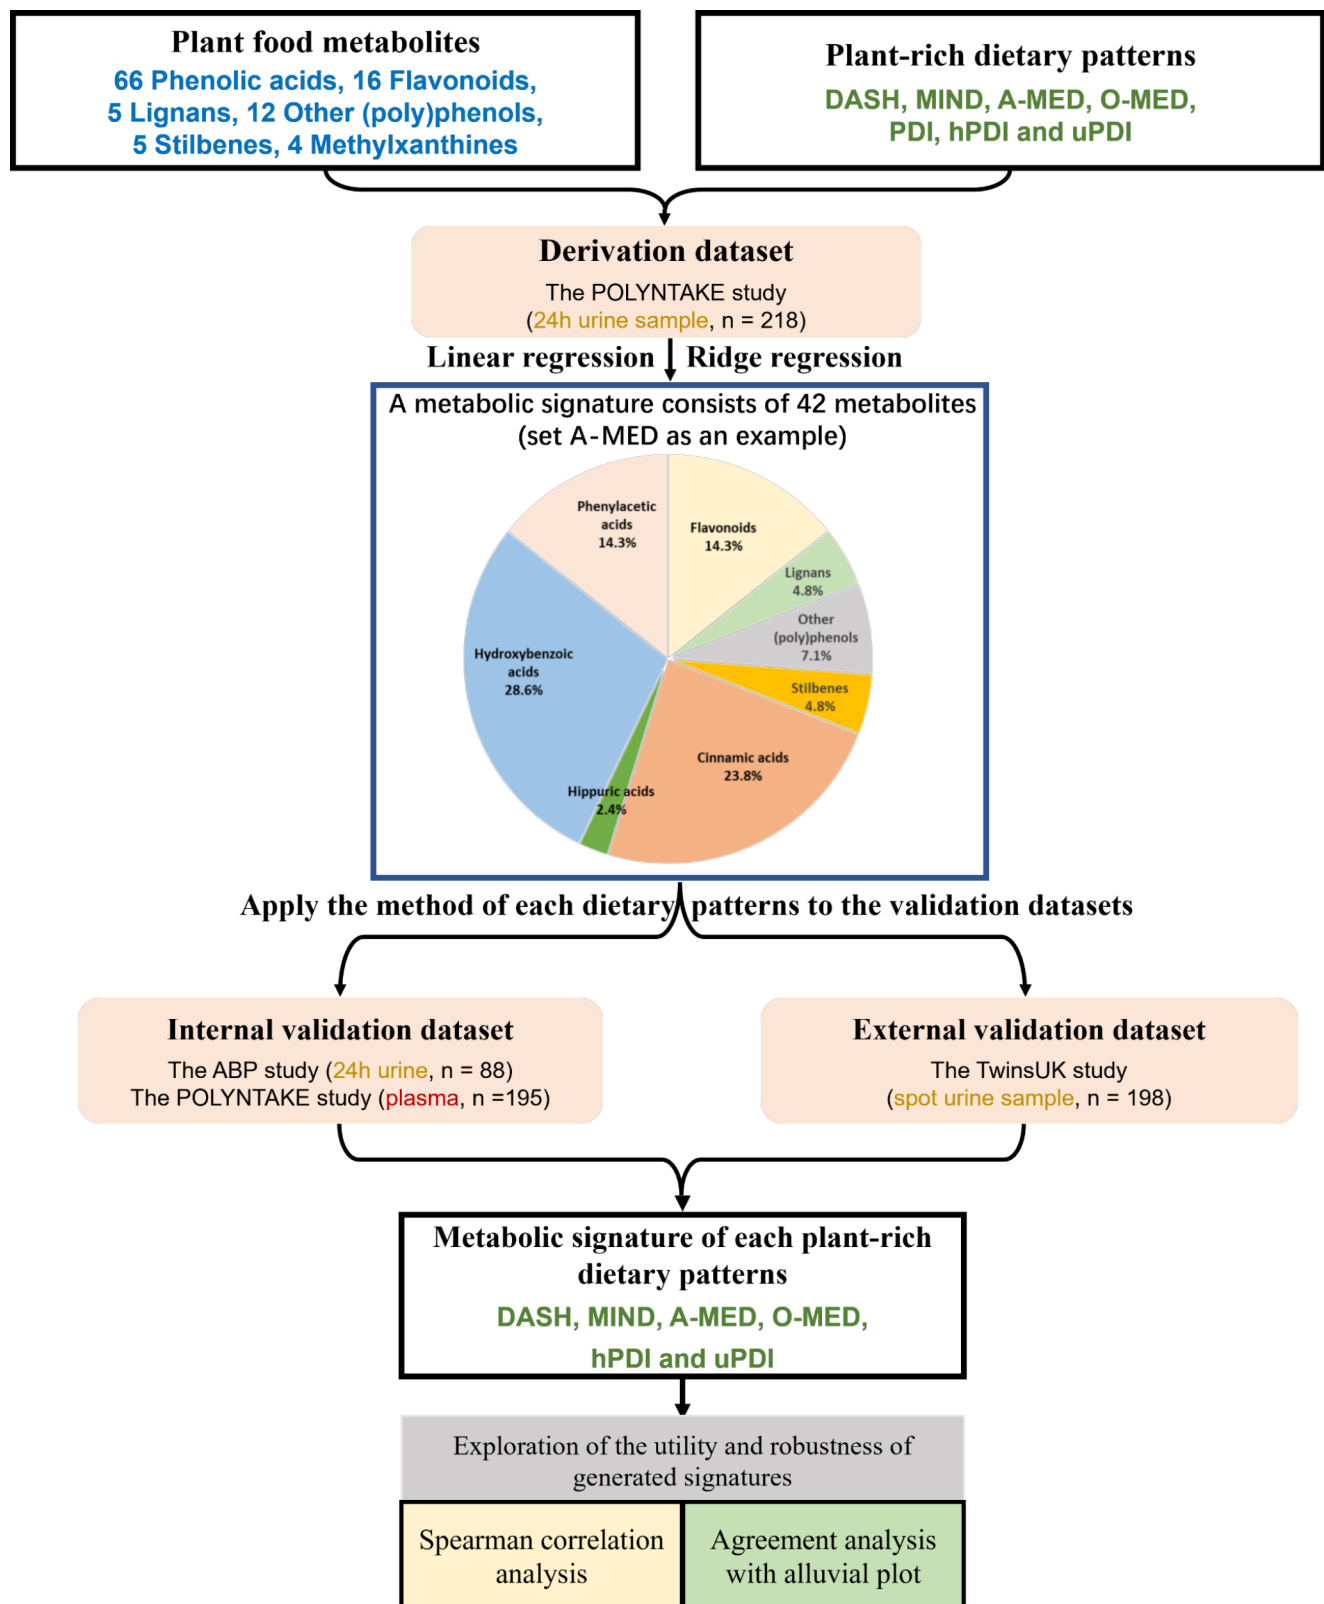 Plant food metabolites
66 Phenolic acids, 16 Flavonoids,
5 Lignans, 12 Other (poly)phenols,
5 Stilbenes, 4 Methylxanthines
Plant-rich dietary patterns
DASH, MIND, A-MED, O-MED,
PDI, hPDI and uPDI
Derivation dataset
The POLYNTAKE study
(24h urine sample, n = 218)
Linear regression
Ridge regression
A metabolic signature consists of 42 metabolites
(set A-MED as an example)
Phenylacetic
acids
14.3%
Flavonoids
14.3%
Lignans
4.8%
Other
(poly)phenols
7.1%
Stilbenes
4.8%
Cinnamic acids
23.8%
Hippuric acids
2.4%
Hydroxybenzoic
acids
28.6%
Apply the method of each dietary patterns to the validation datasets
Internal validation dataset
The ABP study (24h urine, n = 88)
The POLYNTAKE study (plasma, n =195)
External validation dataset
The TwinsUK study
(spot urine sample, n = 198)
Metabolic signature of each plant-rich
dietary patterns
DASH, MIND, A-MED, O-MED,
hPDI and uPDI
Exploration of the utility and robustness of
generated signatures
Spearman correlation
analysis
Agreement analysis
with alluvial plot